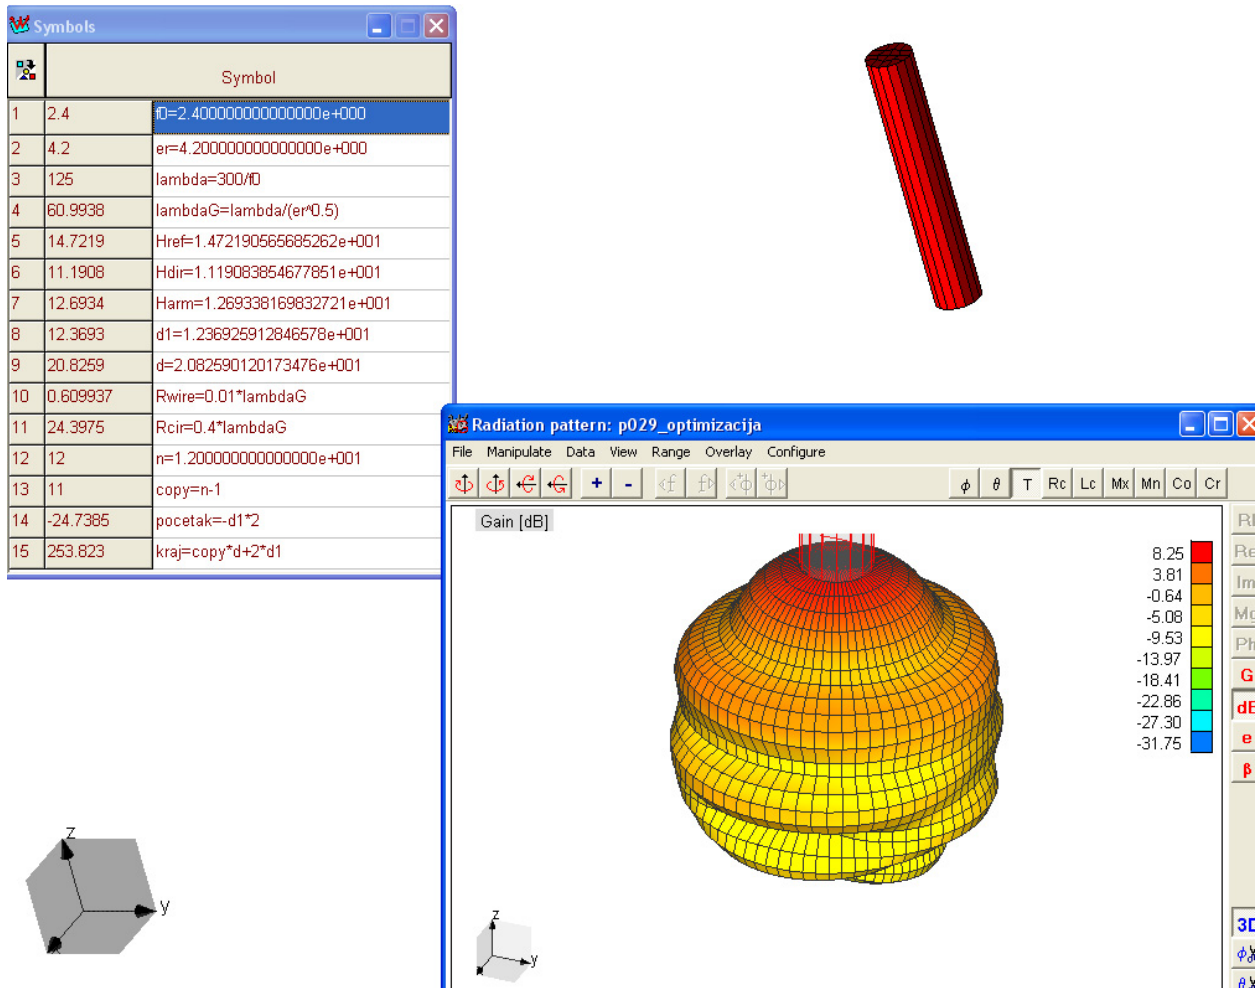 Symbols
Symbol
1 2.4 f0=2.400000000000000e+000
2 4.2 er=4.200000000000000e+000
3 125 lambda=300/f0
4 60.9938 lambdaG=lambda/(er^0.5)
5 14.7219 Href=1.472190565685262e+001
6 11.1908 Hdir=1.119083854677851e+001
7 12.6934 Harm=1.269338169832721e+001
8 12.3693 d1=1.236925912846578e+001
9 20.8259 d=2.082590120173476e+001
10 0.609937 Rwire=0.01*lambdaG
11 24.3975 Rcir=0.4*lambdaG
12 12 n=1.200000000000000e+001
13 11 copy=n-1
14 -24.7385 pocetak=-d1*2
15 253.823 kraj=copy*d+2*d1
Radiation pattern: p029_optimizacija
File Manipulate Data View Range Overlay Configure
+ - <f f> ϕ θ T Rc Lc Mx Mn Co Cr
Gain [dB]
8.25
3.81
-0.64
-5.08
-9.53
-13.97
-18.41
-22.86
-27.30
-31.75
Re
Im
Mg
Ph
G
dB
e
β
3D
z
y
z
y